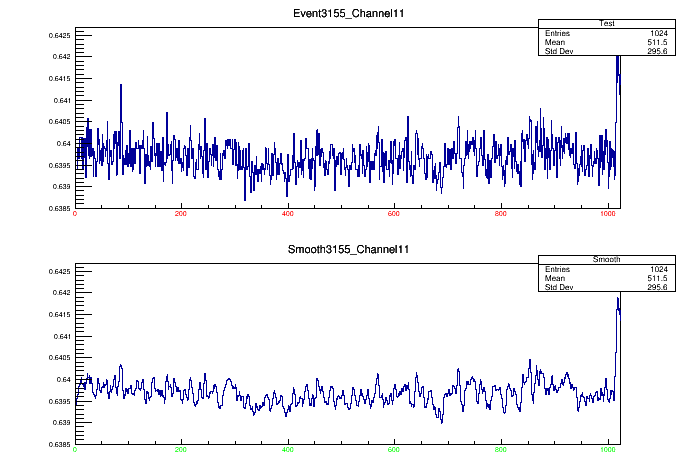 Event3155_Channel11
Test
Entries 1024
Mean 511.5
Std Dev 295.6
0.6425
0.642
0.6415
0.641
0.6405
0.64
0.6395
0.639
0.6385
0 200 400 600 800 1000
Smooth3155_Channel11
Smooth
Entries 1024
Mean 511.5
Std Dev 295.6
0.6425
0.642
0.6415
0.641
0.6405
0.64
0.6395
0.639
0.6385
0 200 400 600 800 1000